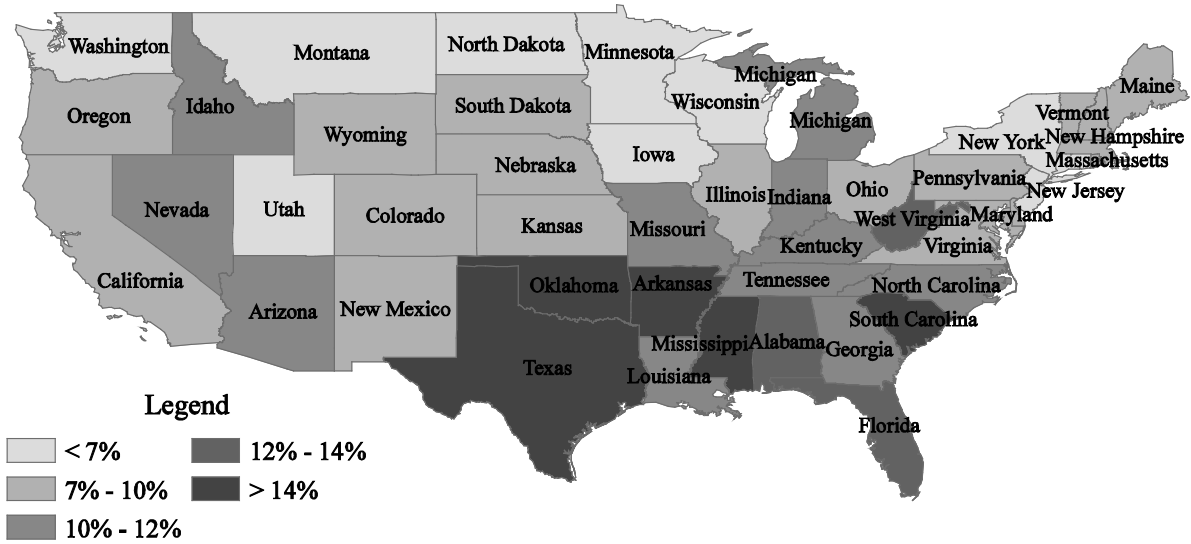 Washington
Montana
North Dakota
Minnesota
Michigan
Maine
Oregon
Idaho
Wyoming
South Dakota
Wisconsin
Michigan
Vermont
New Hampshire
New York
Massachusetts
Iowa
Nebraska
Pennsylvania
New Jersey
Nevada
Utah
Colorado
Kansas
Missouri
Illinois
Indiana
Ohio
West Virginia
Maryland
Virginia
Kentucky
California
Arizona
New Mexico
Oklahoma
Arkansas
Tennessee
North Carolina
South Carolina
Mississippi
Alabama
Georgia
Texas
Louisiana
Florida
Legend
< 7%
7% - 10%
10% - 12%
12% - 14%
> 14%